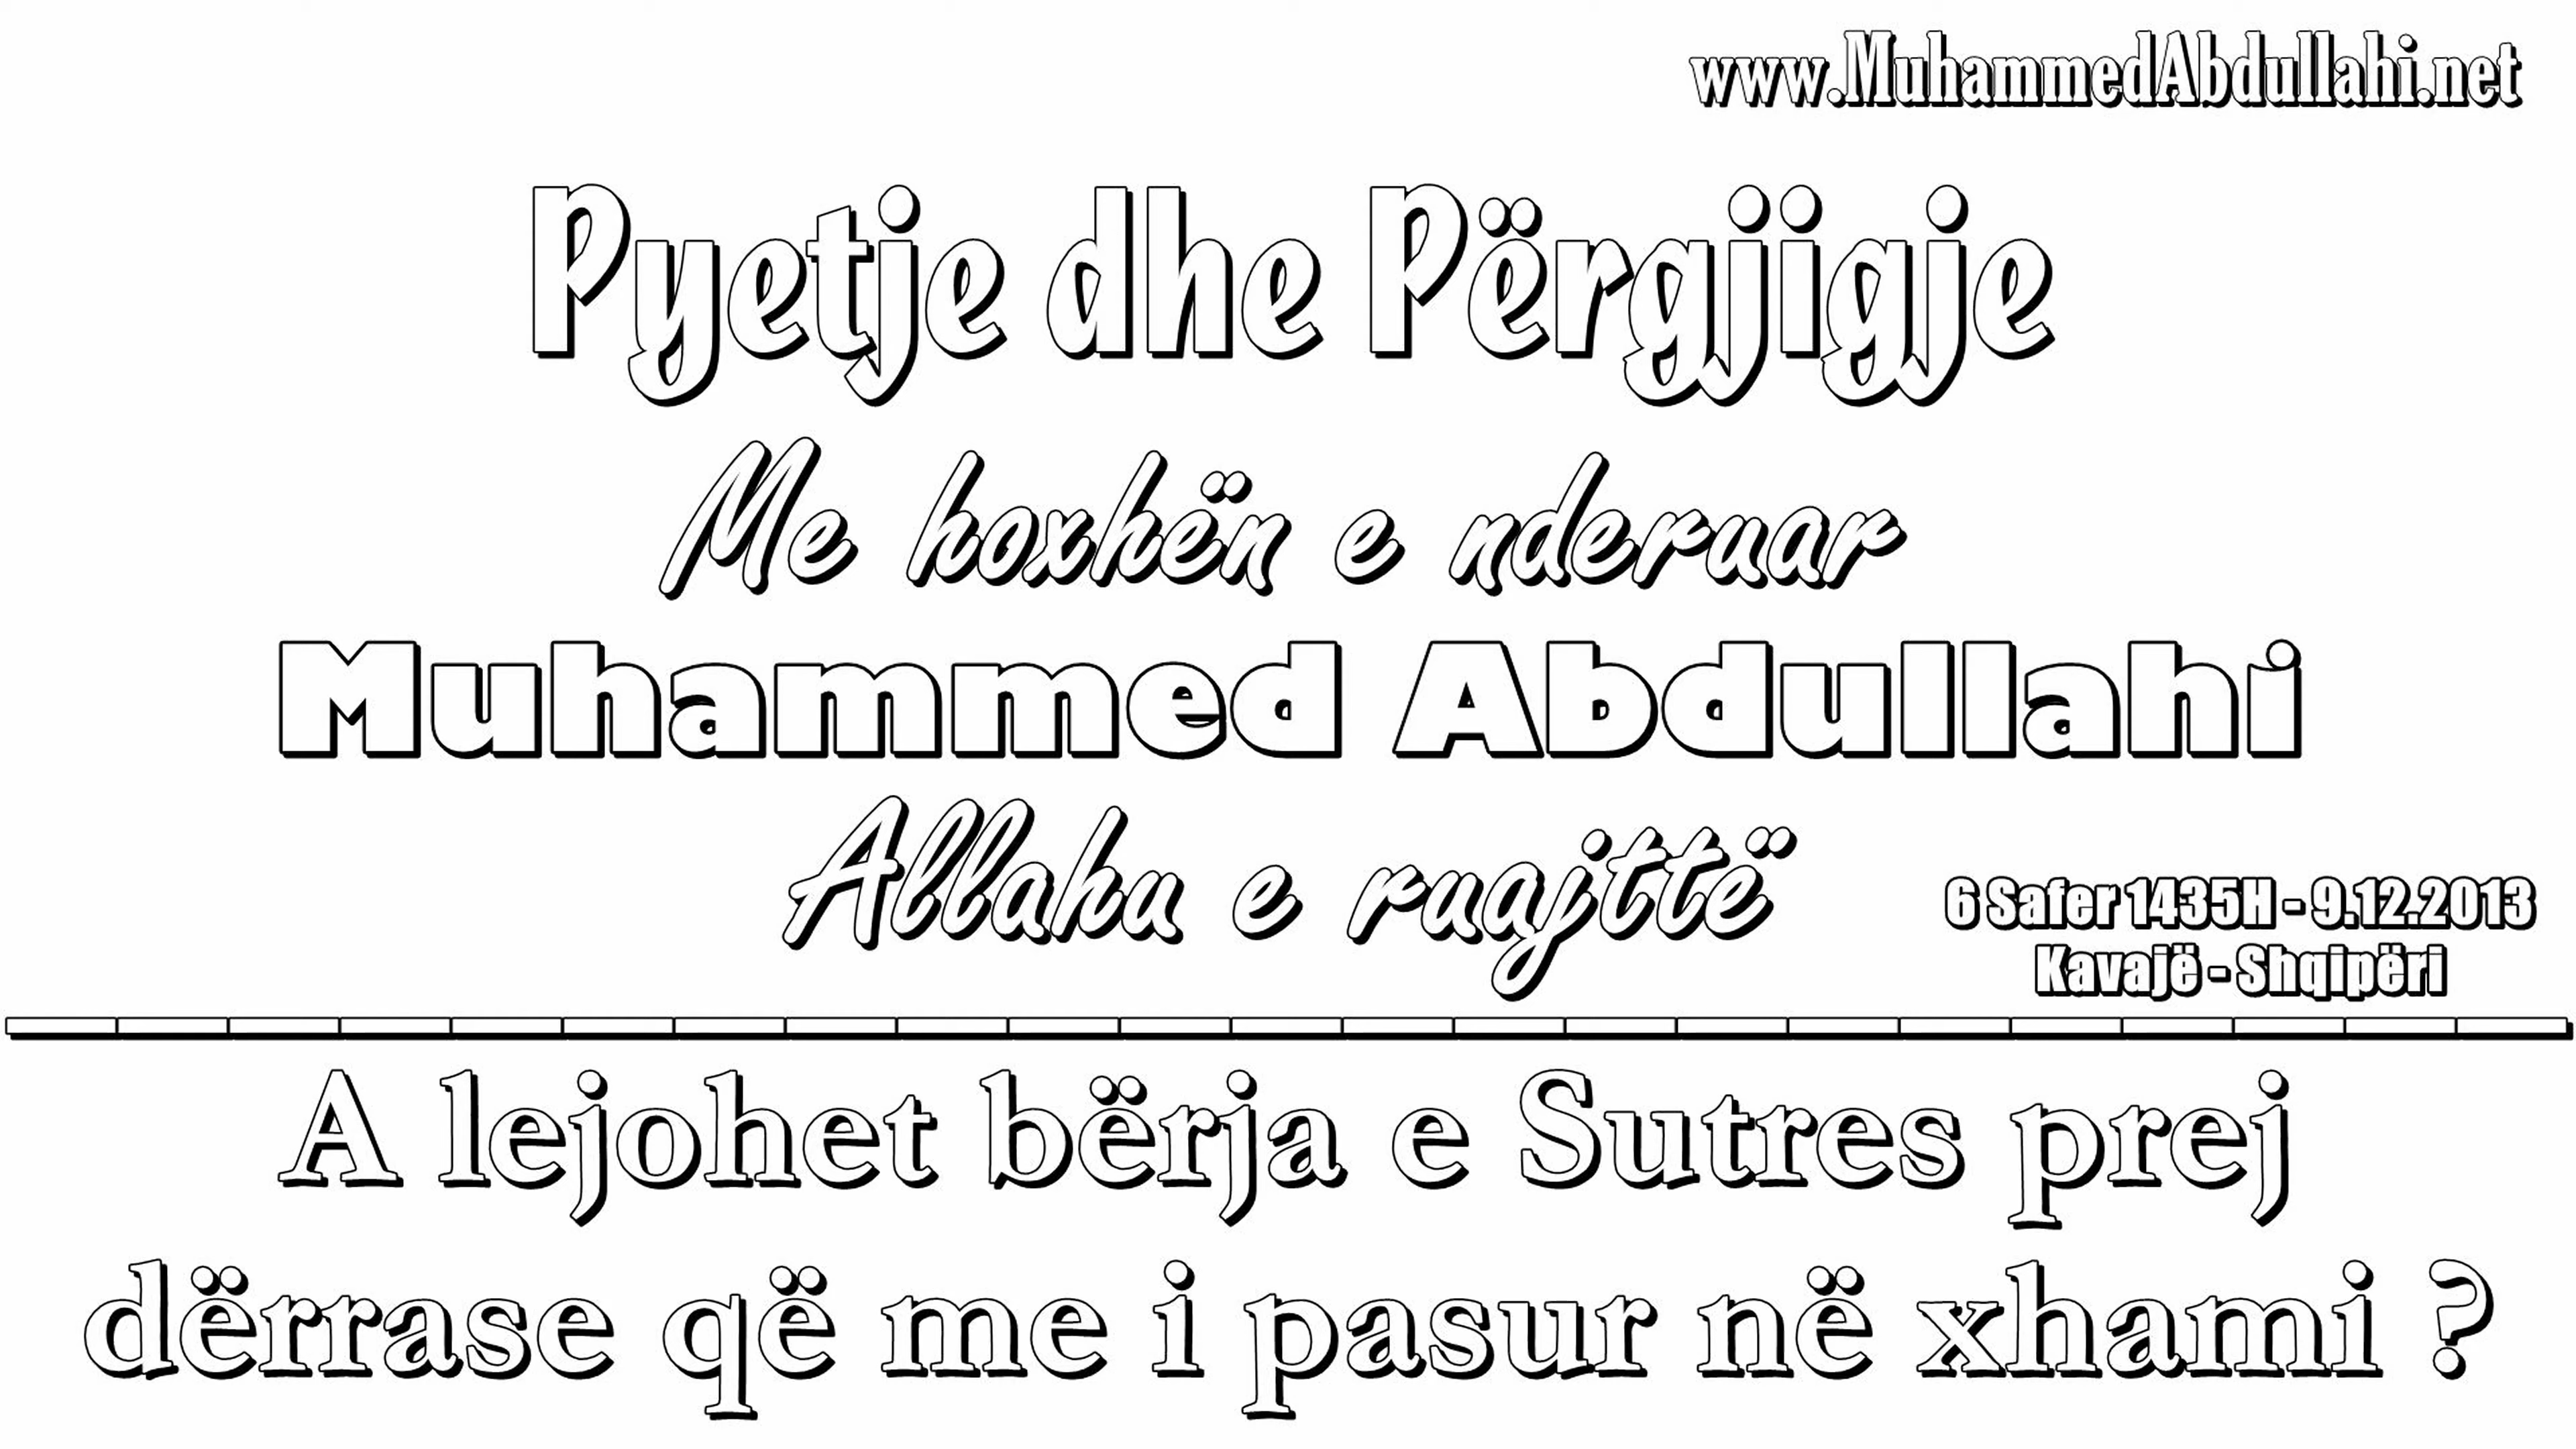 www.MuhammedAbdullahi.net
Pyetje dhe Përgjigje
Me hoxhën e nderuar
Muhammed Abdullahi
Allahu e ruajttë
6 Safer 1435H - 9.12.2013
Kavajë - Shqipëri
A lejohet bërja e Sutres prej
dërrase që me i pasur në xhami ?